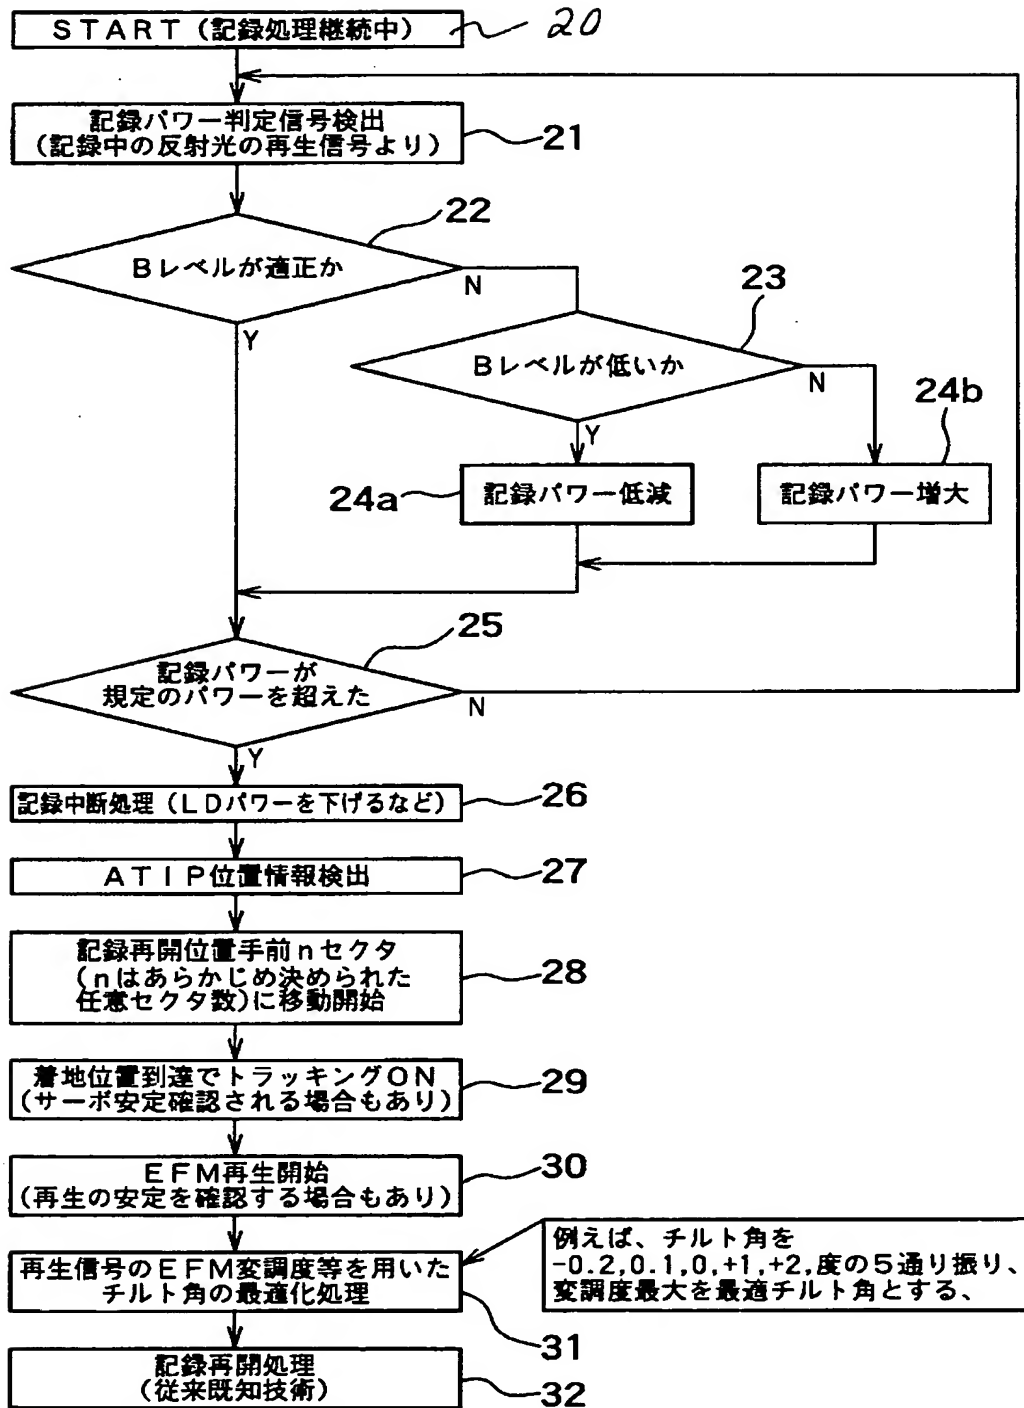 START(記録処理継続中)
20
記録パワー判定信号検出
(記録中の反射光の再生信号より)
21
22
Bレベルが適正か
N
Y
23
Bレベルが低いか
N
Y
24b
24a
記録パワー低減
記録パワー増大
25
記録パワーが
規定のパワーを超えた
N
Y
記録中断処理(LDパワーを下げるなど)
26
ATIP位置情報検出
27
記録再開位置手前nセクタ
(nはあらかじめ決められた
任意セクタ数)に移動開始
28
着地位置到達でトラッキングON
(サーボ安定確認される場合もあり)
29
EFM再生開始
(再生の安定を確認する場合もあり)
30
再生信号のEFM変調度等を用いた
チルト角の最適化処理
31
例えば、チルト角を
-0.2,0.1,0,+1,+2,度の5通り振り、
変調度最大を最適チルト角とする、
記録再開処理
(従来既知技術)
32